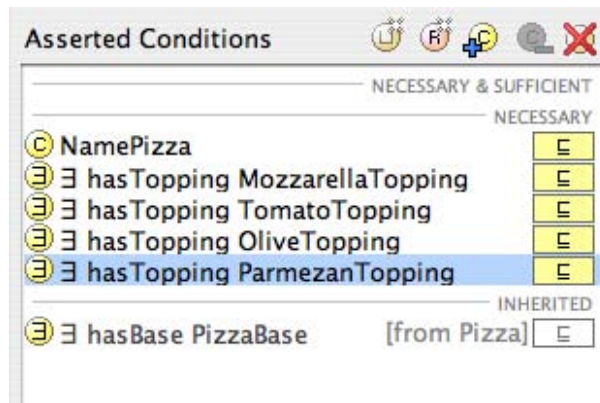 Asserted Conditions
NECESSARY & SUFFICIENT
NECESSARY
C NamePizza ⊑
∃ ∃ hasTopping MozzarellaTopping ⊑
∃ ∃ hasTopping TomatoTopping ⊑
∃ ∃ hasTopping OliveTopping ⊑
∃ ∃ hasTopping ParmezanTopping ⊑
INHERITED
∃ ∃ hasBase PizzaBase [from Pizza] ⊑